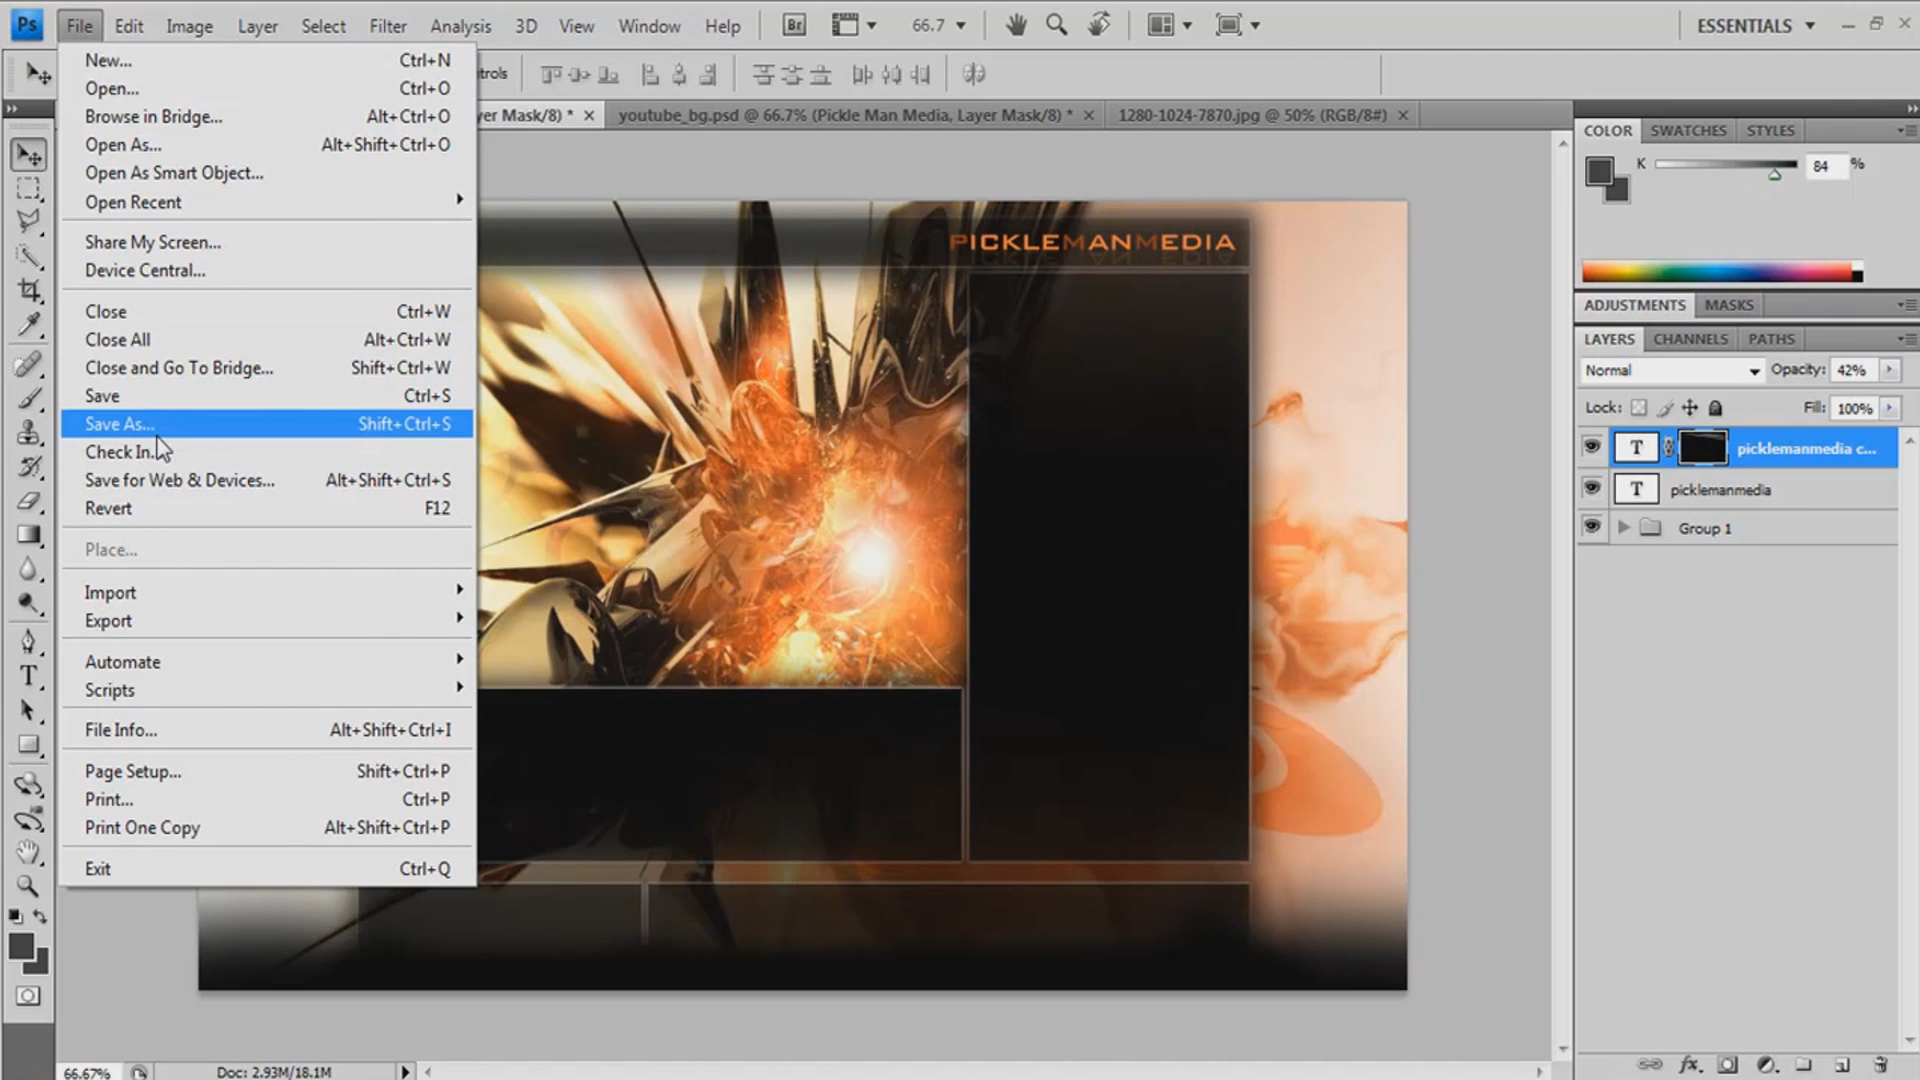 Ps File Edit Image Layer Select Filter Analysis 3D View Window Help Br 66.7 ESSENTIALS
ntrols
yer Mask/8) * youtube_bg.psd @ 66.7% (Pickle Man Media, Layer Mask/8) * 1280-1024-7870.jpg @ 50% (RGB/8#)
New... Ctrl+N
Open... Ctrl+O
Browse in Bridge... Alt+Ctrl+O
Open As... Alt+Shift+Ctrl+O
Open As Smart Object...
Open Recent
Share My Screen...
Device Central...
Close Ctrl+W
Close All Alt+Ctrl+W
Close and Go To Bridge... Shift+Ctrl+W
Save Ctrl+S
Save As... Shift+Ctrl+S
Check In...
Save for Web & Devices... Alt+Shift+Ctrl+S
Revert F12
Place...
Import
Export
Automate
Scripts
File Info... Alt+Shift+Ctrl+I
Page Setup... Shift+Ctrl+P
Print... Ctrl+P
Print One Copy Alt+Shift+Ctrl+P
Exit Ctrl+Q
PICKLEMANMEDIA
COLOR SWATCHES STYLES
K 84 %
ADJUSTMENTS MASKS
LAYERS CHANNELS PATHS
Normal Opacity: 42%
Lock: Fill: 100%
T picklemanmedia c...
T picklemanmedia
Group 1
T
66.67% Doc: 2.93M/18.1M
fx